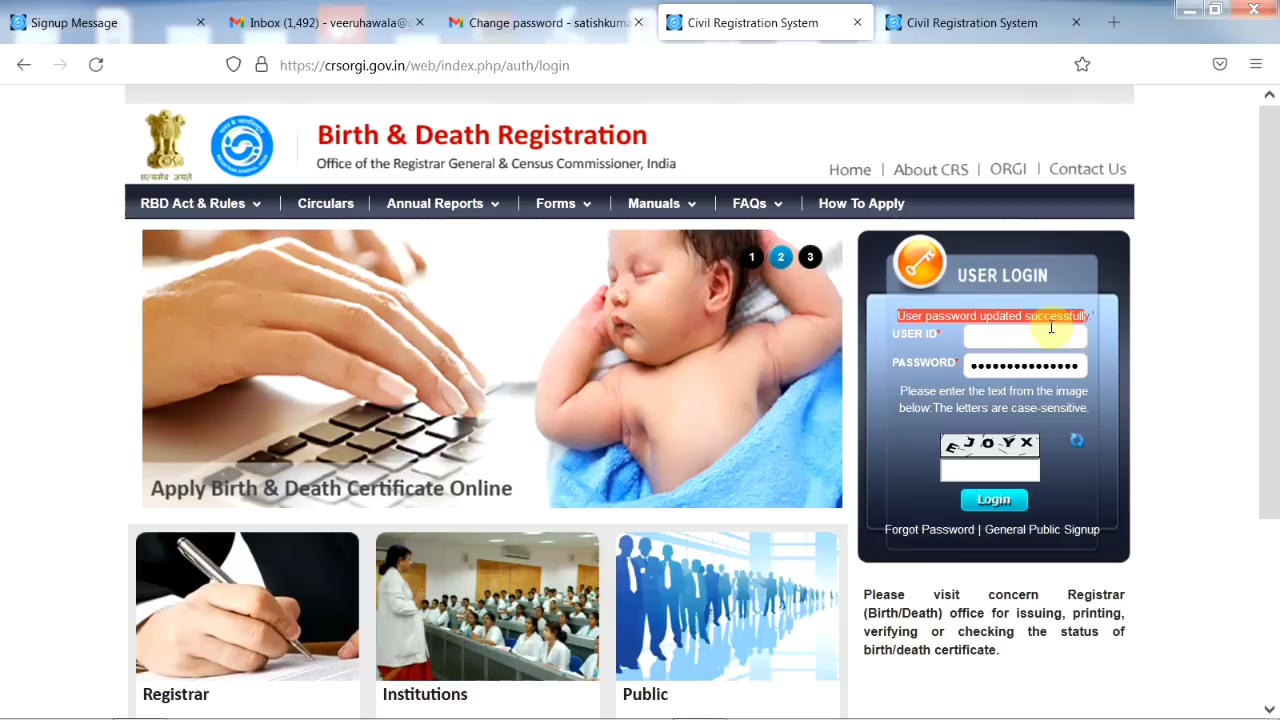 Signup Message
Inbox (1,492) - veeruhawala@g
Change password - satishkuma
Civil Registration System
Civil Registration System
https://crsorgi.gov.in/web/index.php/auth/login
सत्यमेव जयते
Birth & Death Registration
Office of the Registrar General & Census Commissioner, India
Home | About CRS | ORGI | Contact Us
RBD Act & Rules | Circulars | Annual Reports | Forms | Manuals | FAQs | How To Apply
1 2 3
Apply Birth & Death Certificate Online
USER LOGIN
User password updated successfully.
USER ID*
PASSWORD*
Please enter the text from the image
below:The letters are case-sensitive.
EJOYX
Login
Forgot Password | General Public Signup
Please visit concern Registrar
(Birth/Death) office for issuing, printing,
verifying or checking the status of
birth/death certificate.
Registrar
Institutions
Public